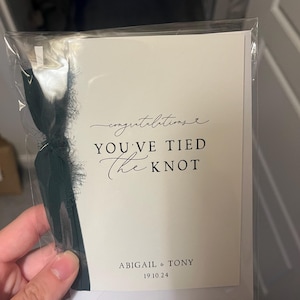 congratulations
YOU'VE TIED
the KNOT
ABIGAIL + TONY
19.10.24